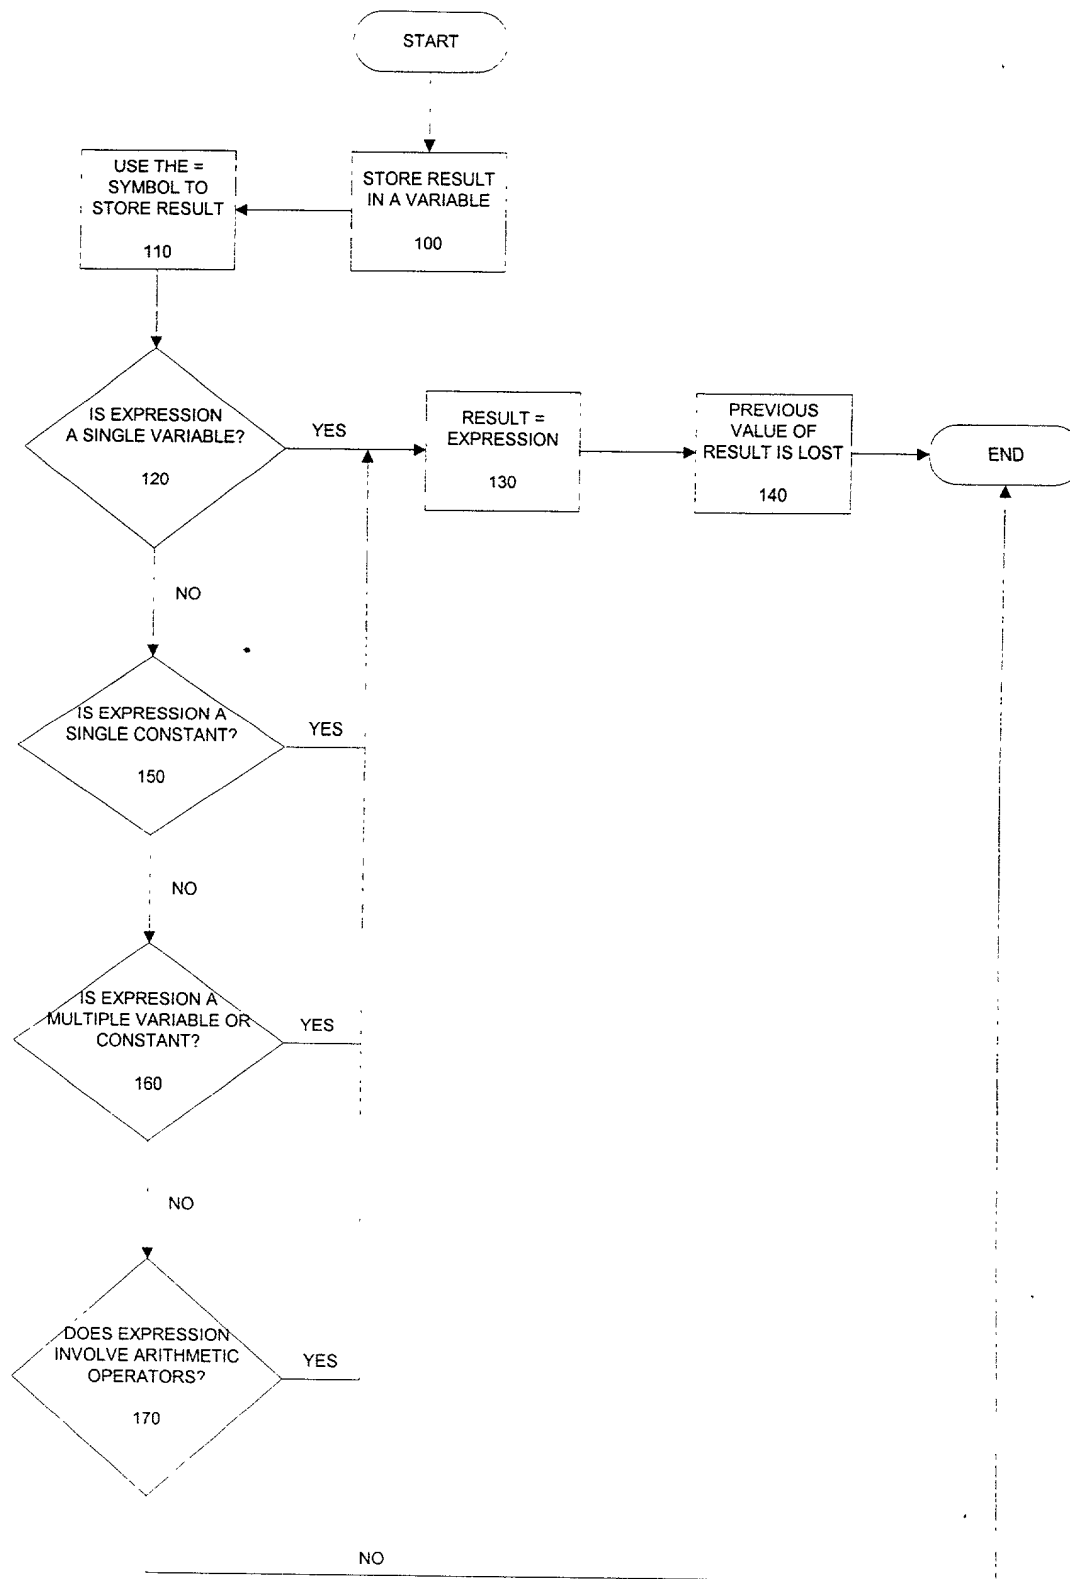 START
USE THE =
SYMBOL TO
STORE RESULT
110
STORE RESULT
IN A VARIABLE
100
IS EXPRESSION
A SINGLE VARIABLE?
120
YES
RESULT =
EXPRESSION
130
PREVIOUS
VALUE OF
RESULT IS LOST
140
END
NO
IS EXPRESSION A
SINGLE CONSTANT?
150
YES
NO
IS EXPRESION A
MULTIPLE VARIABLE OR
CONSTANT?
160
YES
NO
DOES EXPRESSION
INVOLVE ARITHMETIC
OPERATORS?
170
YES
NO